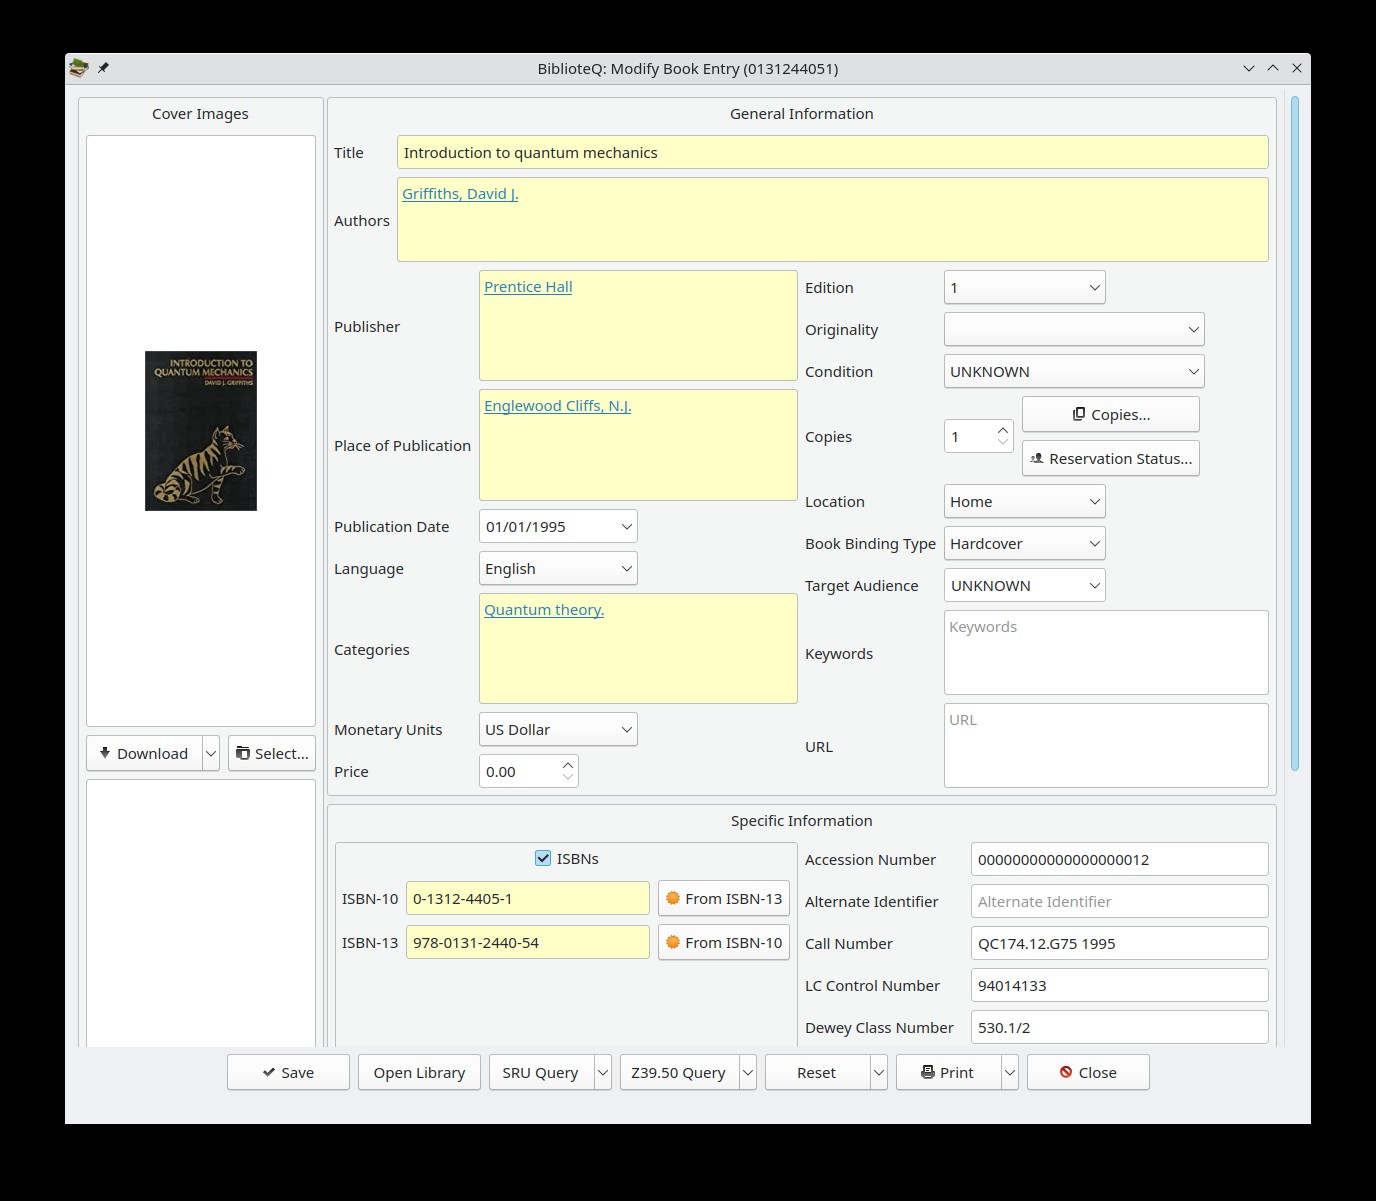 BiblioteQ: Modify Book Entry (0131244051)
Cover Images
INTRODUCTION TO
QUANTUM MECHANICS
DAVID J. GRIFFITHS
Download
Select...
General Information
Title
Introduction to quantum mechanics
Authors
Griffiths, David J.
Publisher
Prentice Hall
Place of Publication
Englewood Cliffs, N.J.
Publication Date
01/01/1995
Language
English
Categories
Quantum theory.
Monetary Units
US Dollar
Price
0.00
Edition
1
Originality
Condition
UNKNOWN
Copies
1
Copies...
Reservation Status...
Location
Home
Book Binding Type
Hardcover
Target Audience
UNKNOWN
Keywords
Keywords
URL
URL
Specific Information
ISBNs
ISBN-10
0-1312-4405-1
From ISBN-13
ISBN-13
978-0131-2440-54
From ISBN-10
Accession Number
00000000000000000012
Alternate Identifier
Alternate Identifier
Call Number
QC174.12.G75 1995
LC Control Number
94014133
Dewey Class Number
530.1/2
Save
Open Library
SRU Query
Z39.50 Query
Reset
Print
Close